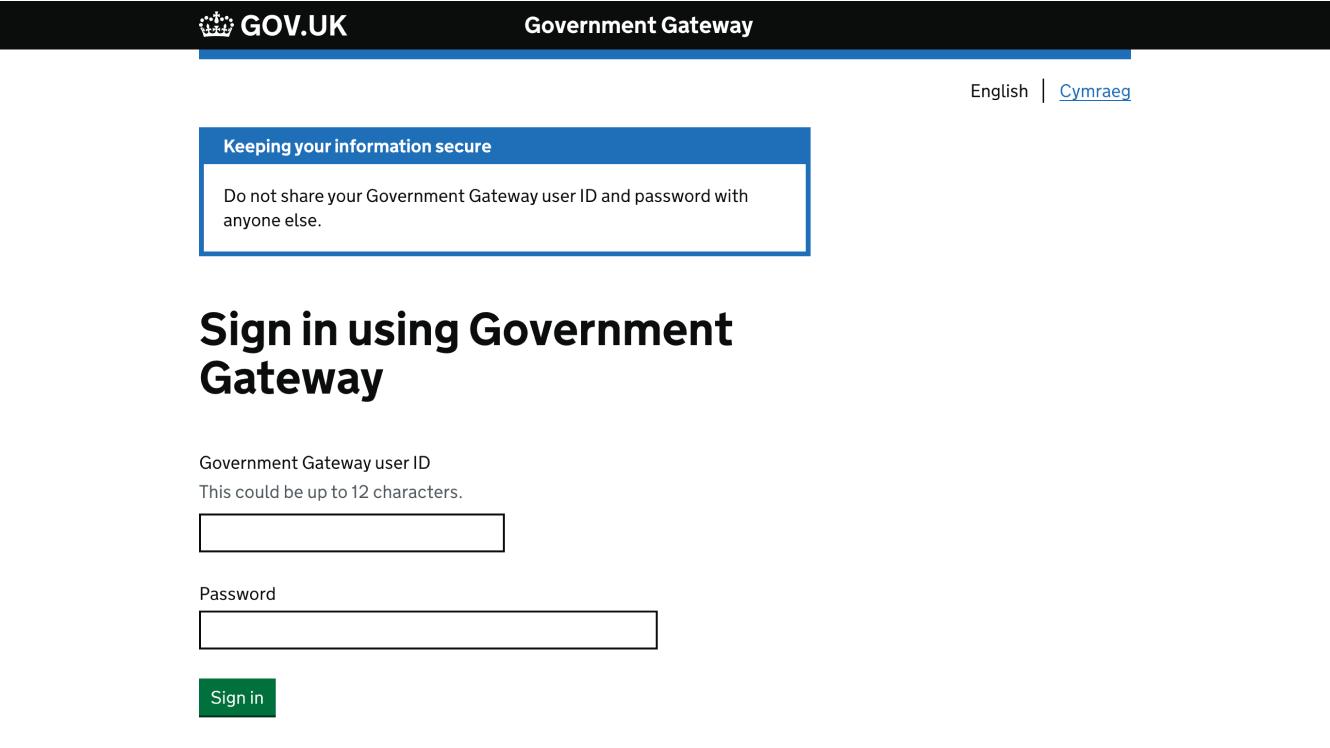 GOV.UK
Government Gateway
English
Cymraeg
Keeping your information secure
Do not share your Government Gateway user ID and password with
anyone else.
Sign in using Government
Gateway
Government Gateway user ID
This could be up to 12 characters.
Password
Sign in